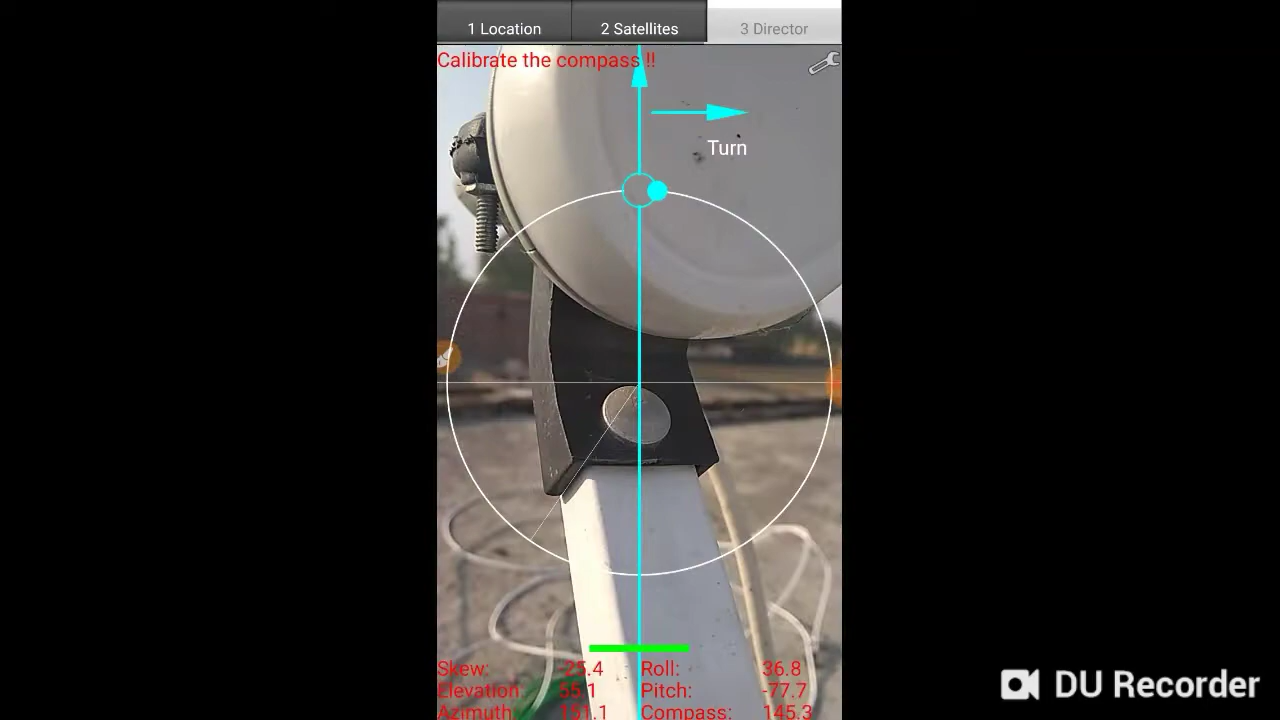 1 Location 2 Satellites 3 Director
Calibrate the compass !!
Turn
Skew: 25.4 Roll: 36.8
Elevation: 55.1 Pitch: -77.7
Azimuth: 151.1 Compass: 145.3
DU Recorder